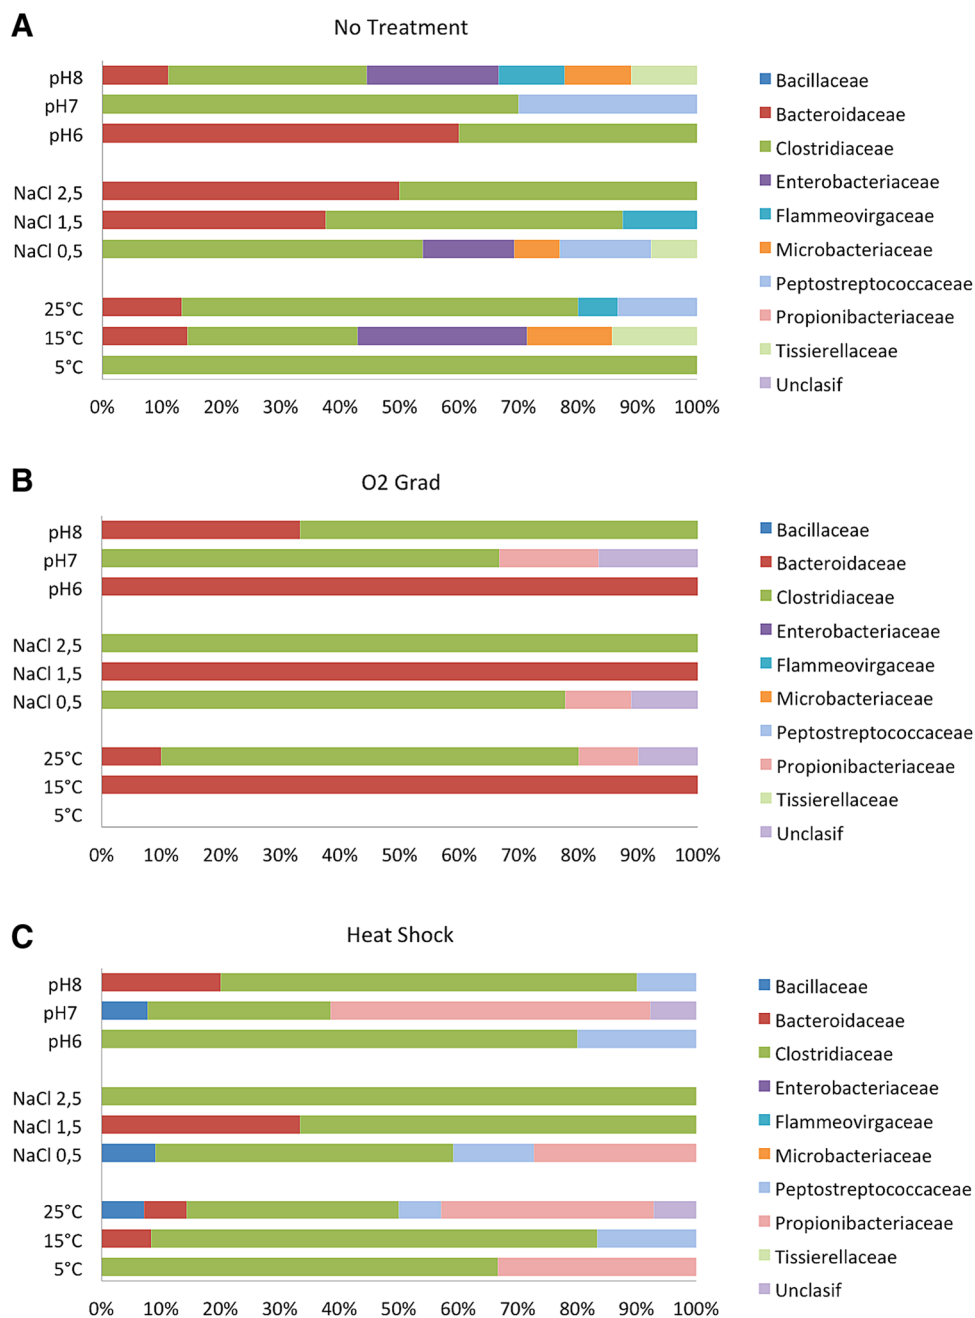 A
No Treatment
pH8
pH7
pH6
NaCl 2,5
NaCl 1,5
NaCl 0,5
25°C
15°C
5°C
0% 10% 20% 30% 40% 50% 60% 70% 80% 90% 100%
Bacillaceae
Bacteroidaceae
Clostridiaceae
Enterobacteriaceae
Flammeovirgaceae
Microbacteriaceae
Peptostreptococcaceae
Propionibacteriaceae
Tissierellaceae
Unclasif
B
O2 Grad
pH8
pH7
pH6
NaCl 2,5
NaCl 1,5
NaCl 0,5
25°C
15°C
5°C
0% 10% 20% 30% 40% 50% 60% 70% 80% 90% 100%
Bacillaceae
Bacteroidaceae
Clostridiaceae
Enterobacteriaceae
Flammeovirgaceae
Microbacteriaceae
Peptostreptococcaceae
Propionibacteriaceae
Tissierellaceae
Unclasif
C
Heat Shock
pH8
pH7
pH6
NaCl 2,5
NaCl 1,5
NaCl 0,5
25°C
15°C
5°C
0% 10% 20% 30% 40% 50% 60% 70% 80% 90% 100%
Bacillaceae
Bacteroidaceae
Clostridiaceae
Enterobacteriaceae
Flammeovirgaceae
Microbacteriaceae
Peptostreptococcaceae
Propionibacteriaceae
Tissierellaceae
Unclasif